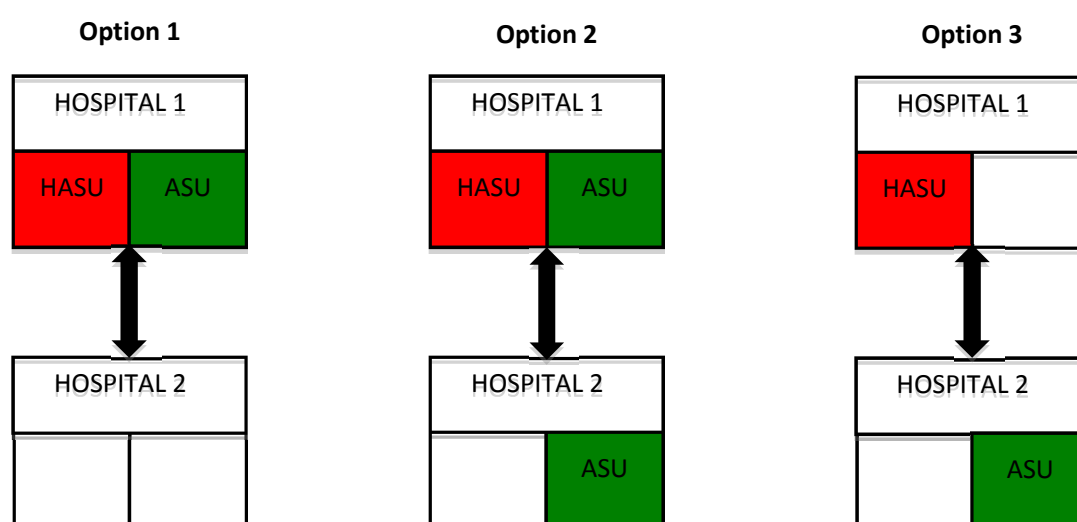 Option 1
Option 2
Option 3
HOSPITAL 1
HOSPITAL 1
HOSPITAL 1
HASU
ASU
HASU
ASU
HASU
HOSPITAL 2
HOSPITAL 2
HOSPITAL 2
ASU
ASU